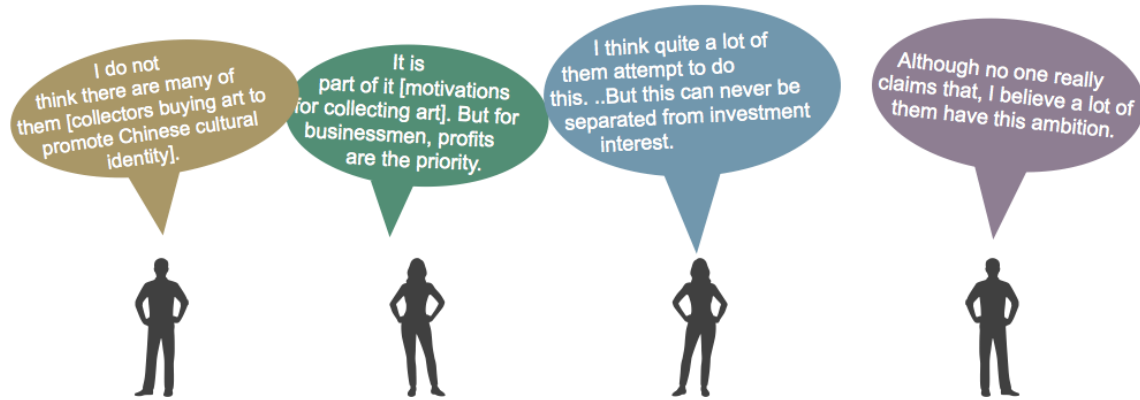 I do not
think there are many of
them [collectors buying art to
promote Chinese cultural
identity].
It is
part of it [motivations
for collecting art]. But for
businessmen, profits
are the priority.
I think quite a lot of
them attempt to do
this. ..But this can never be
separated from investment
interest.
Although no one really
claims that, I believe a lot of
them have this ambition.